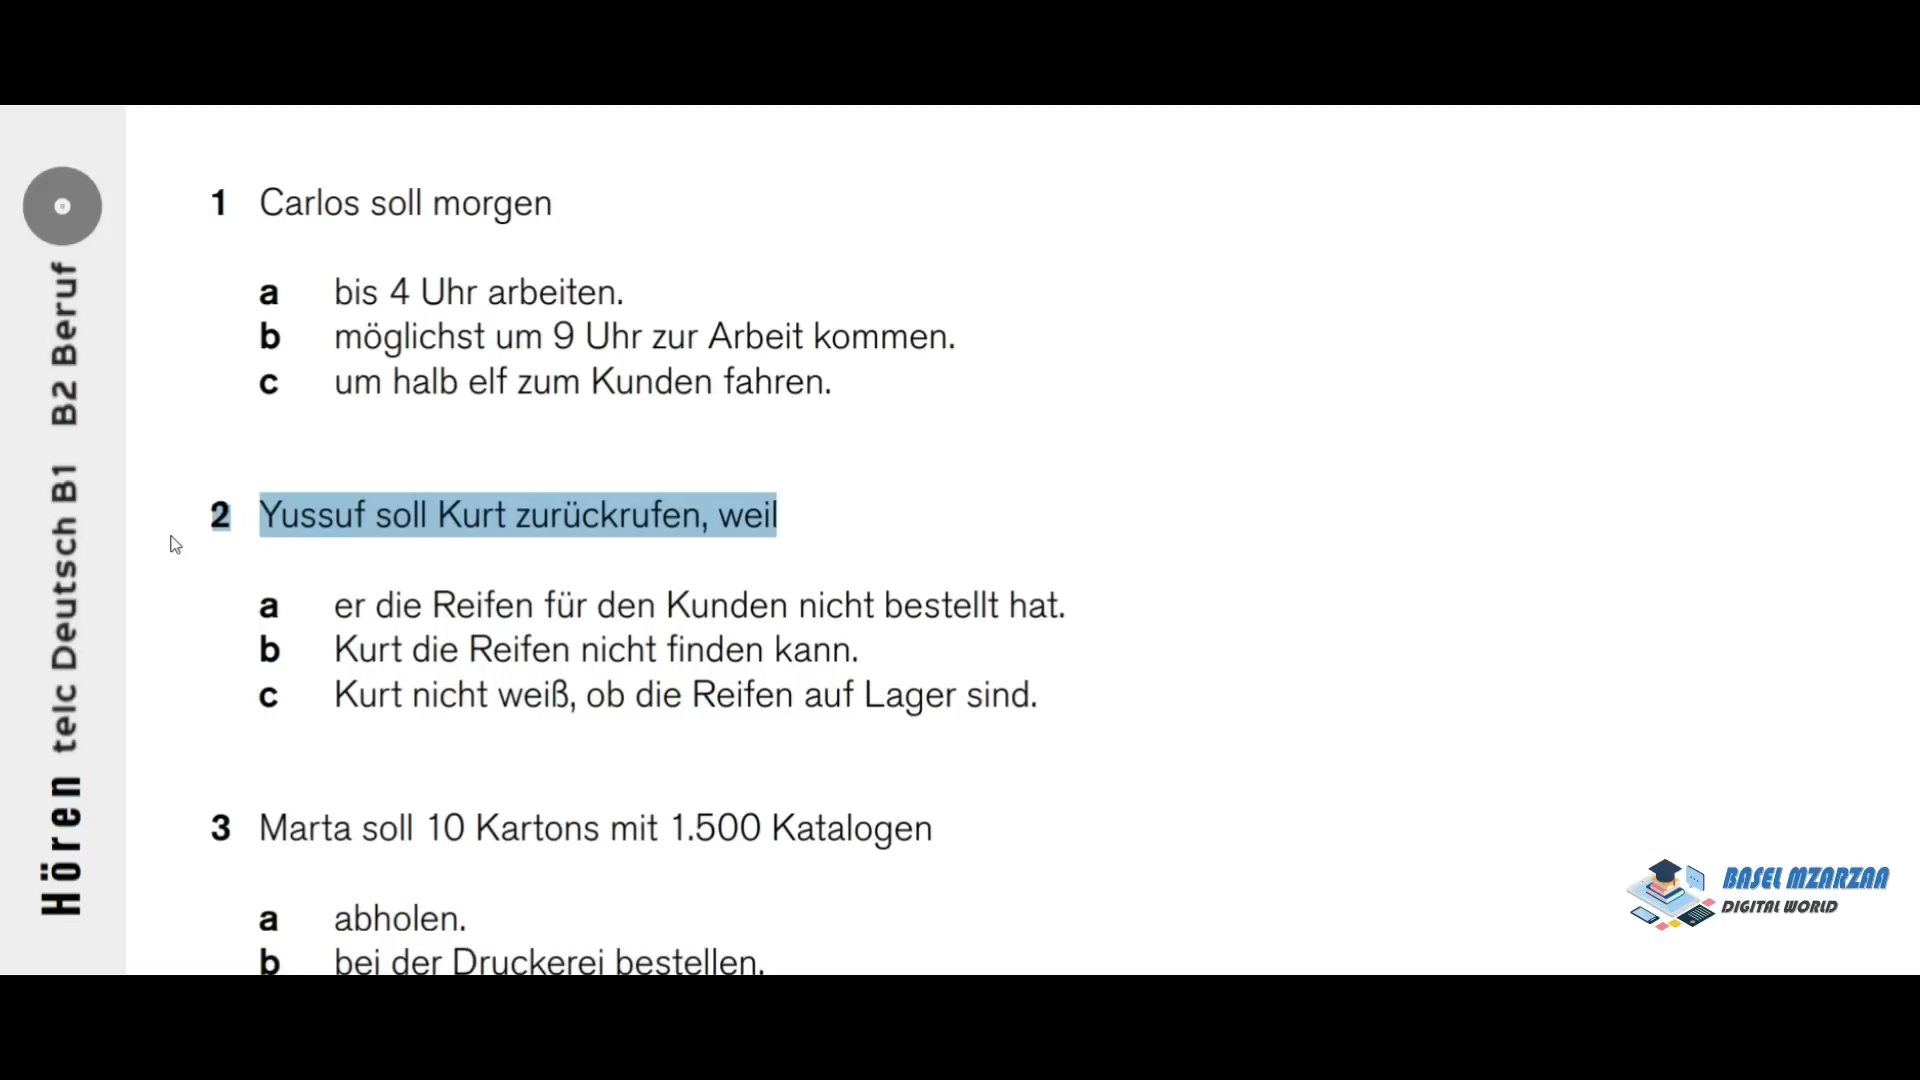 Hören telc Deutsch B1 B2 Beruf
1 Carlos soll morgen
a bis 4 Uhr arbeiten.
b möglichst um 9 Uhr zur Arbeit kommen.
c um halb elf zum Kunden fahren.
2 Yussuf soll Kurt zurückrufen, weil
a er die Reifen für den Kunden nicht bestellt hat.
b Kurt die Reifen nicht finden kann.
c Kurt nicht weiß, ob die Reifen auf Lager sind.
3 Marta soll 10 Kartons mit 1.500 Katalogen
a abholen.
b bei der Druckerei bestellen.
BASEL MZARZAA
DIGITAL WORLD